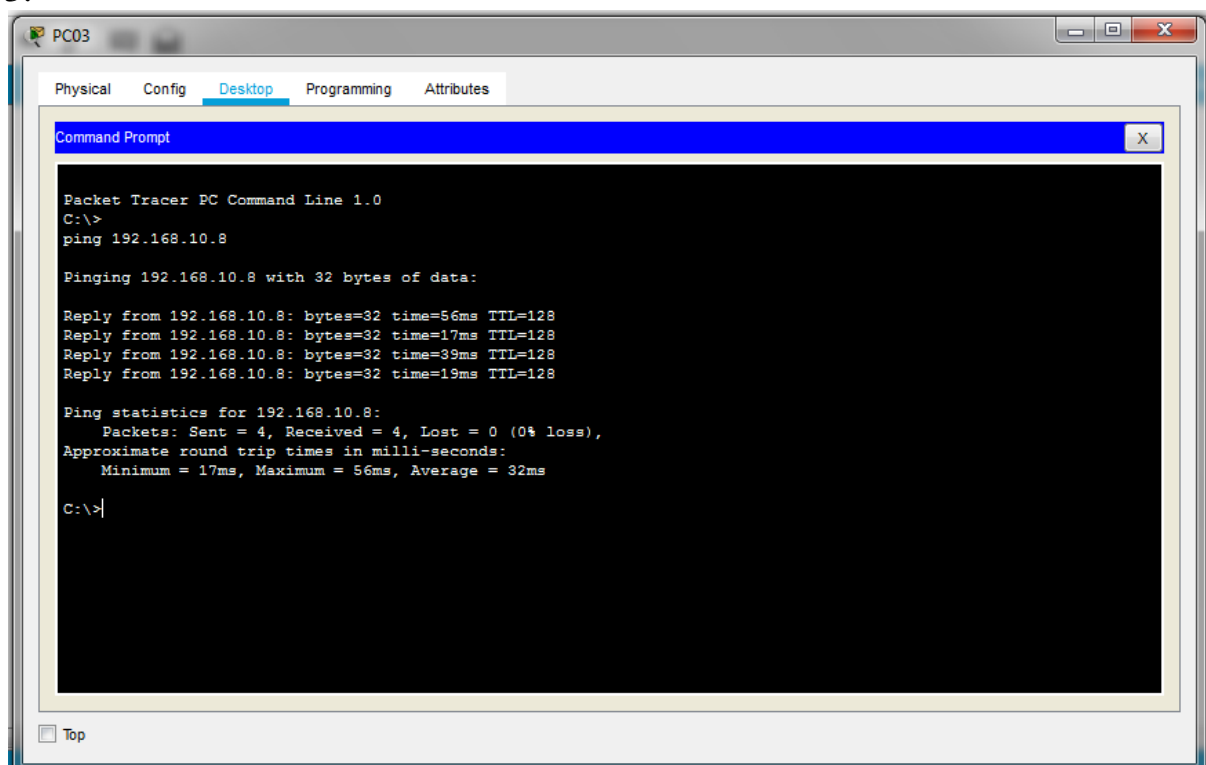 PC03
Physical Config Desktop Programming Attributes
Command Prompt
X
Packet Tracer PC Command Line 1.0
C:\>
ping 192.168.10.8
Pinging 192.168.10.8 with 32 bytes of data:
Reply from 192.168.10.8: bytes=32 time=56ms TTL=128
Reply from 192.168.10.8: bytes=32 time=17ms TTL=128
Reply from 192.168.10.8: bytes=32 time=39ms TTL=128
Reply from 192.168.10.8: bytes=32 time=19ms TTL=128
Ping statistics for 192.168.10.8:
Packets: Sent = 4, Received = 4, Lost = 0 (0% loss),
Approximate round trip times in milli-seconds:
Minimum = 17ms, Maximum = 56ms, Average = 32ms
C:\>
Top